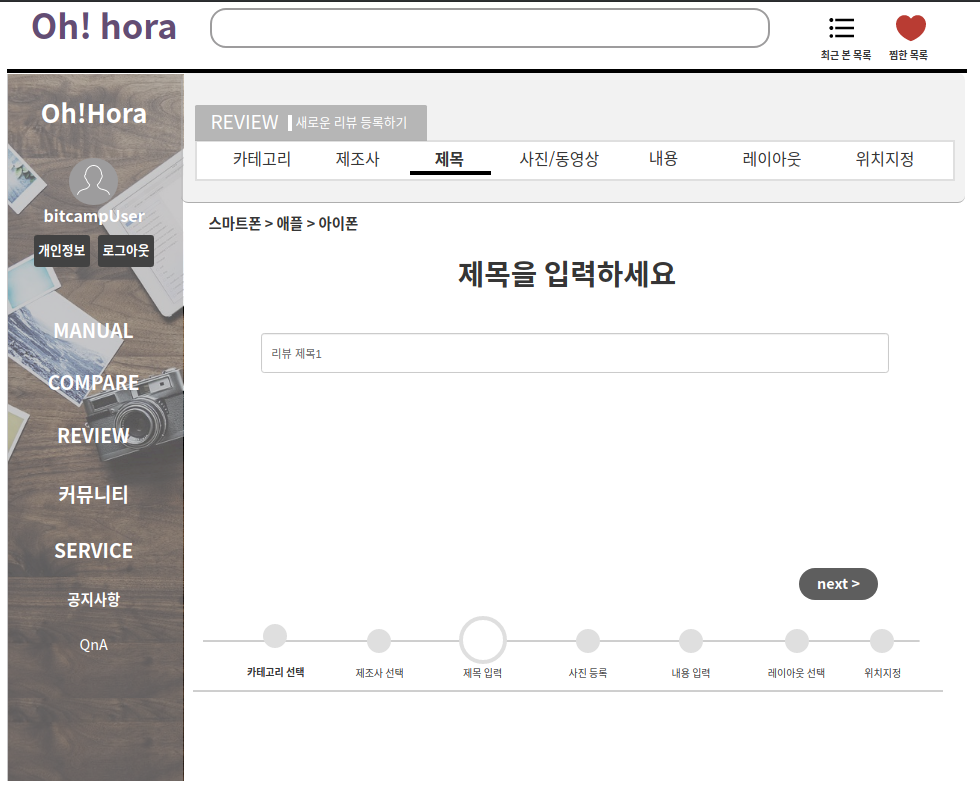 Oh! hora
최근 본 목록
찜한 목록
Oh!Hora
bitcampUser
개인정보
로그아웃
MANUAL
COMPARE
REVIEW
커뮤니티
SERVICE
공지사항
QnA
REVIEW 새로운 리뷰 등록하기
카테고리 제조사 제목 사진/동영상 내용 레이아웃 위치지정
스마트폰 > 애플 > 아이폰
제목을 입력하세요
리뷰 제목1
next >
카테고리 선택 제조사 선택 제목 입력 사진 등록 내용 입력 레이아웃 선택 위치지정